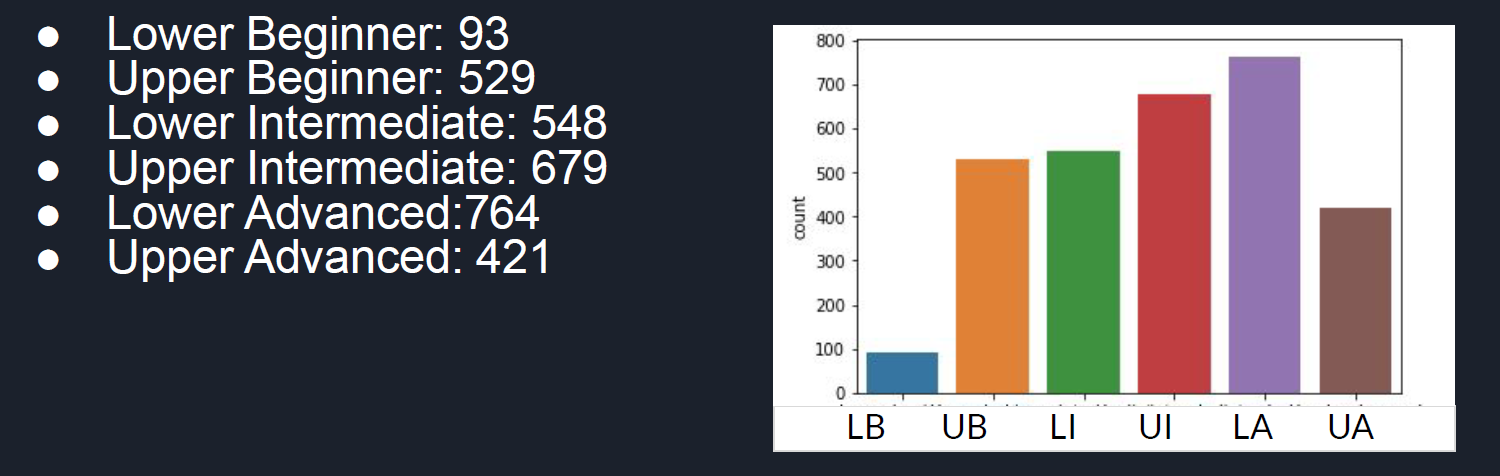 ● Lower Beginner: 93
● Upper Beginner: 529
● Lower Intermediate: 548
● Upper Intermediate: 679
● Lower Advanced:764
● Upper Advanced: 421
800
700
600
500
400
300
200
100
0
count
LB UB LI UI LA UA